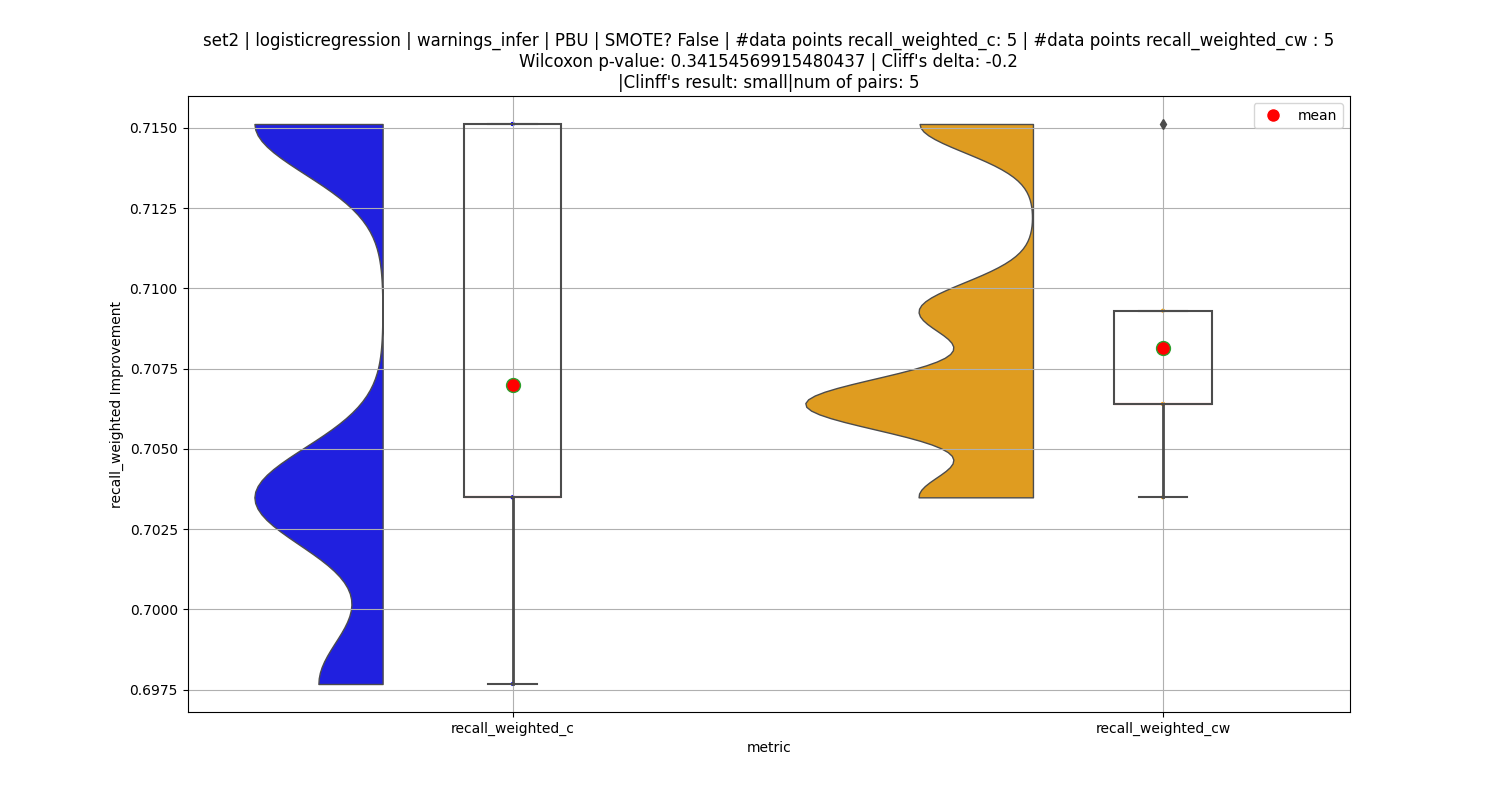 set2 | logisticregression | warnings_infer | PBU | SMOTE? False | #data points recall_weighted_c: 5 | #data points recall_weighted_cw : 5
Wilcoxon p-value: 0.34154569915480437 | Cliff's delta: -0.2
|Clinff's result: small|num of pairs: 5
mean
0.7150
0.7125
0.7100
0.7075
0.7050
0.7025
0.7000
0.6975
recall_weighted Improvement
recall_weighted_c
recall_weighted_cw
metric